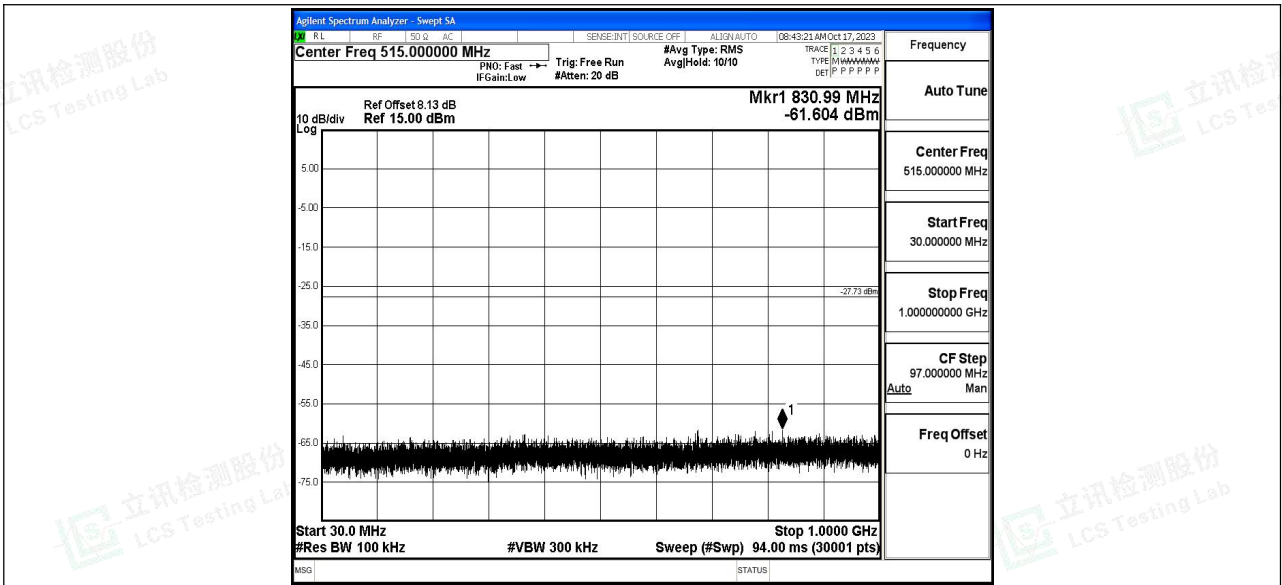 Agilent Spectrum Analyzer - Swept SA
RL RF 50 Ω AC SENSE:INT SOURCE OFF ALIGN AUTO 08:43:21 AM Oct 17, 2023
Center Freq 515.000000 MHz
PNO: Fast
IFGain:Low
Trig: Free Run
#Atten: 20 dB
#Avg Type: RMS
Avg|Hold: 10/10
TRACE 1 2 3 4 5 6
TYPE M
DET P P P P P P
Ref Offset 8.13 dB
Ref 15.00 dBm
10 dB/div
Log
Mkr1 830.99 MHz
-61.604 dBm
5.00
-5.00
-15.0
-25.0
-27.73 dBm
-35.0
-45.0
-55.0
1
-65.0
-75.0
Start 30.0 MHz
Stop 1.0000 GHz
#Res BW 100 kHz
#VBW 300 kHz
Sweep (#Swp) 94.00 ms (30001 pts)
MSG
STATUS
Frequency
Auto Tune
Center Freq
515.000000 MHz
Start Freq
30.000000 MHz
Stop Freq
1.000000000 GHz
CF Step
97.000000 MHz
Auto Man
Freq Offset
0 Hz
立讯检测股份
LCS Testing Lab
立讯检测股份
LCS Testing Lab
立讯检测股份
LCS Testing Lab